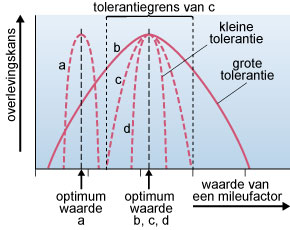 tolerantiegrens van c
kleine
tolerantie
grote
tolerantie
overlevingskans
a
b
c
d
optimum
waarde
a
optimum
waarde
b, c, d
waarde van
een mileufactor